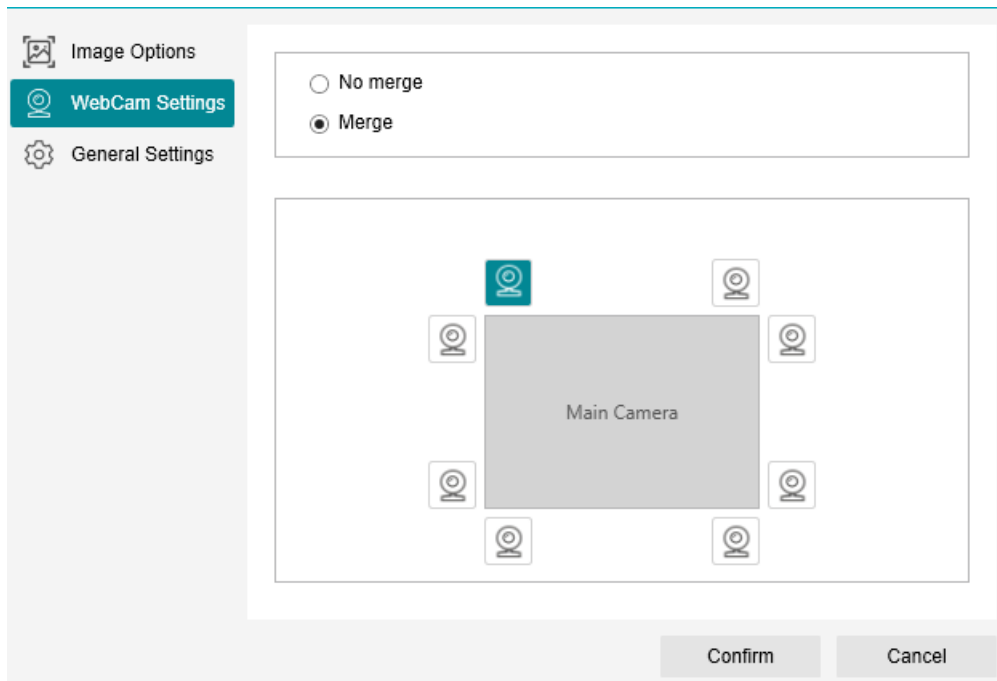 Image Options
WebCam Settings
General Settings
No merge
Merge
Main Camera
Confirm
Cancel